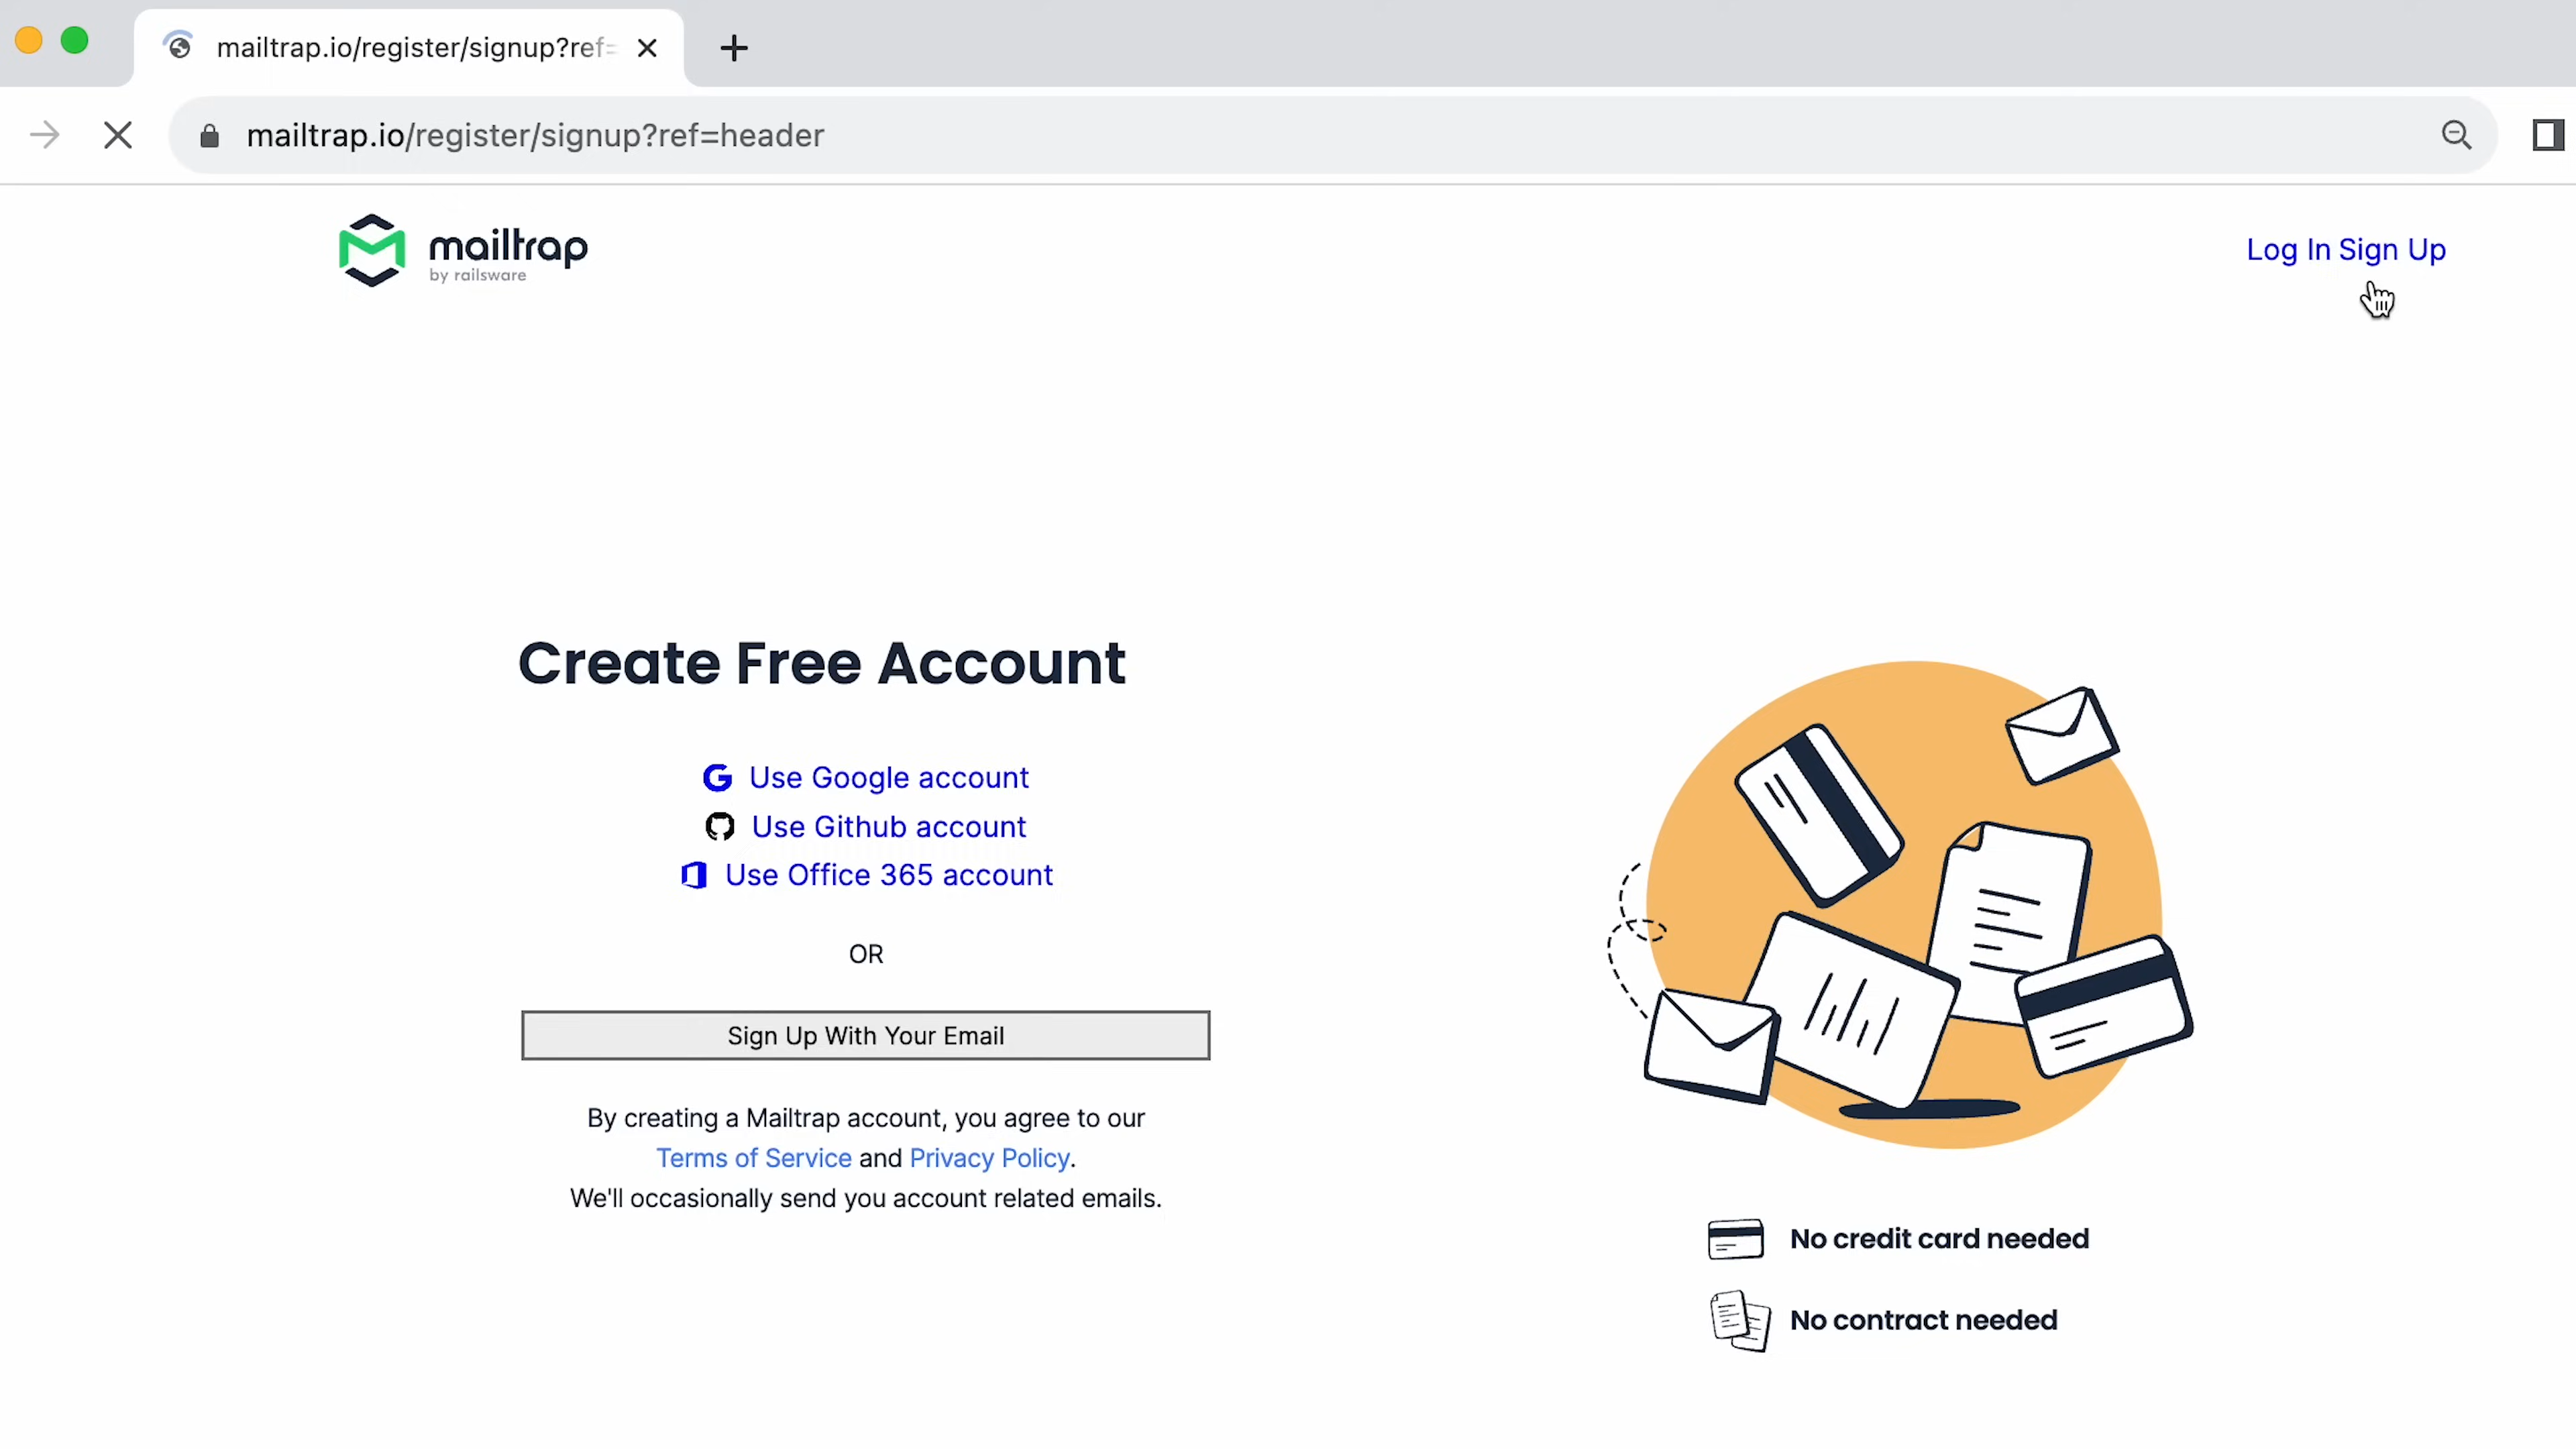 mailtrap.io/register/signup?ref=
mailtrap.io/register/signup?ref=header
mailtrap
by railsware
Log In Sign Up
Create Free Account
Use Google account
Use Github account
Use Office 365 account
OR
Sign Up With Your Email
By creating a Mailtrap account, you agree to our
Terms of Service and Privacy Policy.
We'll occasionally send you account related emails.
No credit card needed
No contract needed